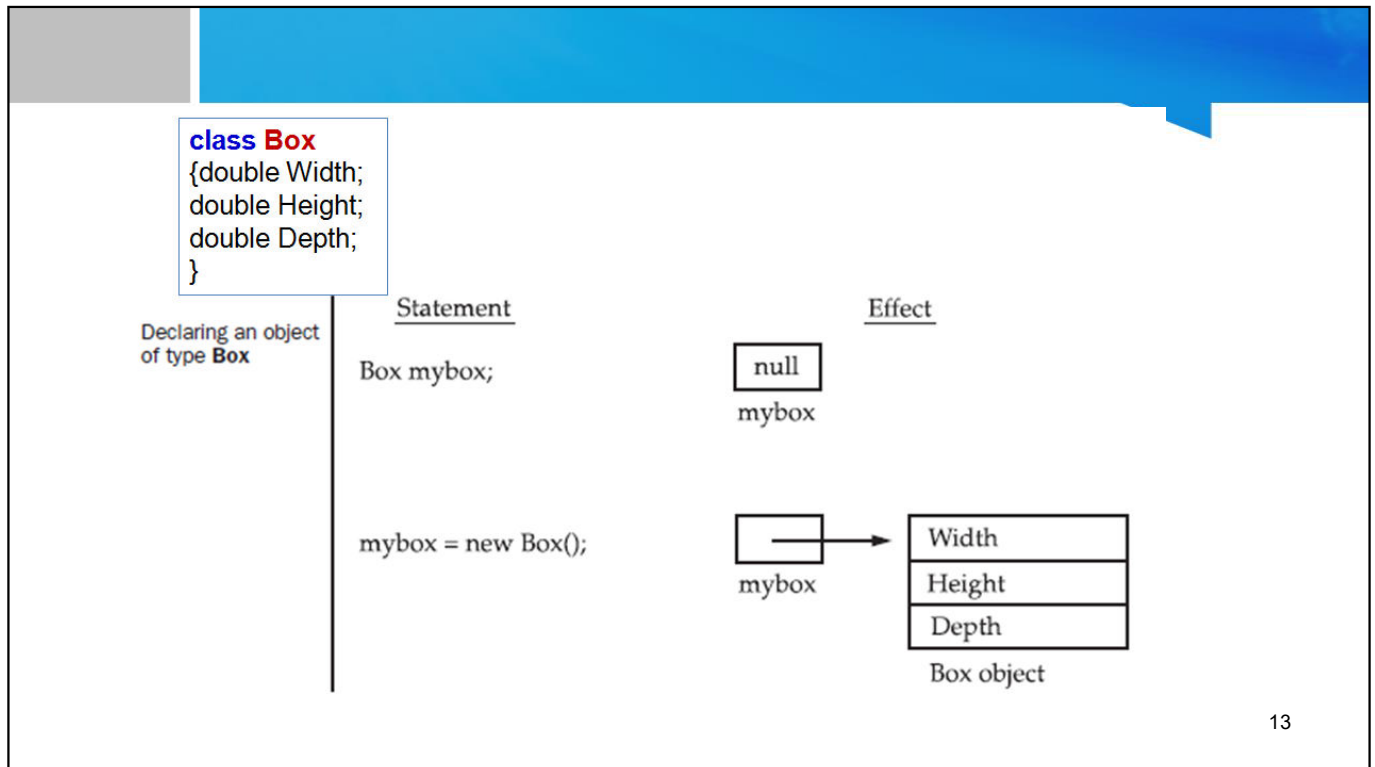 class Box
{double Width;
double Height;
double Depth;
}
Declaring an object
of type Box
Statement
Effect
Box mybox;
null
mybox
mybox = new Box();
mybox
Width
Height
Depth
Box object
13